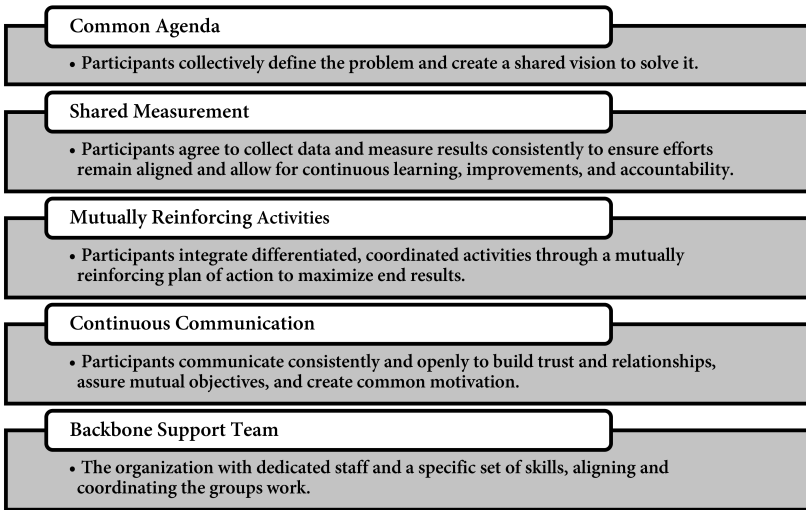 Common Agenda
• Participants collectively define the problem and create a shared vision to solve it.
Shared Measurement
• Participants agree to collect data and measure results consistently to ensure efforts
remain aligned and allow for continuous learning, improvements, and accountability.
Mutually Reinforcing Activities
• Participants integrate differentiated, coordinated activities through a mutually
reinforcing plan of action to maximize end results.
Continuous Communication
• Participants communicate consistently and openly to build trust and relationships,
assure mutual objectives, and create common motivation.
Backbone Support Team
• The organization with dedicated staff and a specific set of skills, aligning and
coordinating the groups work.